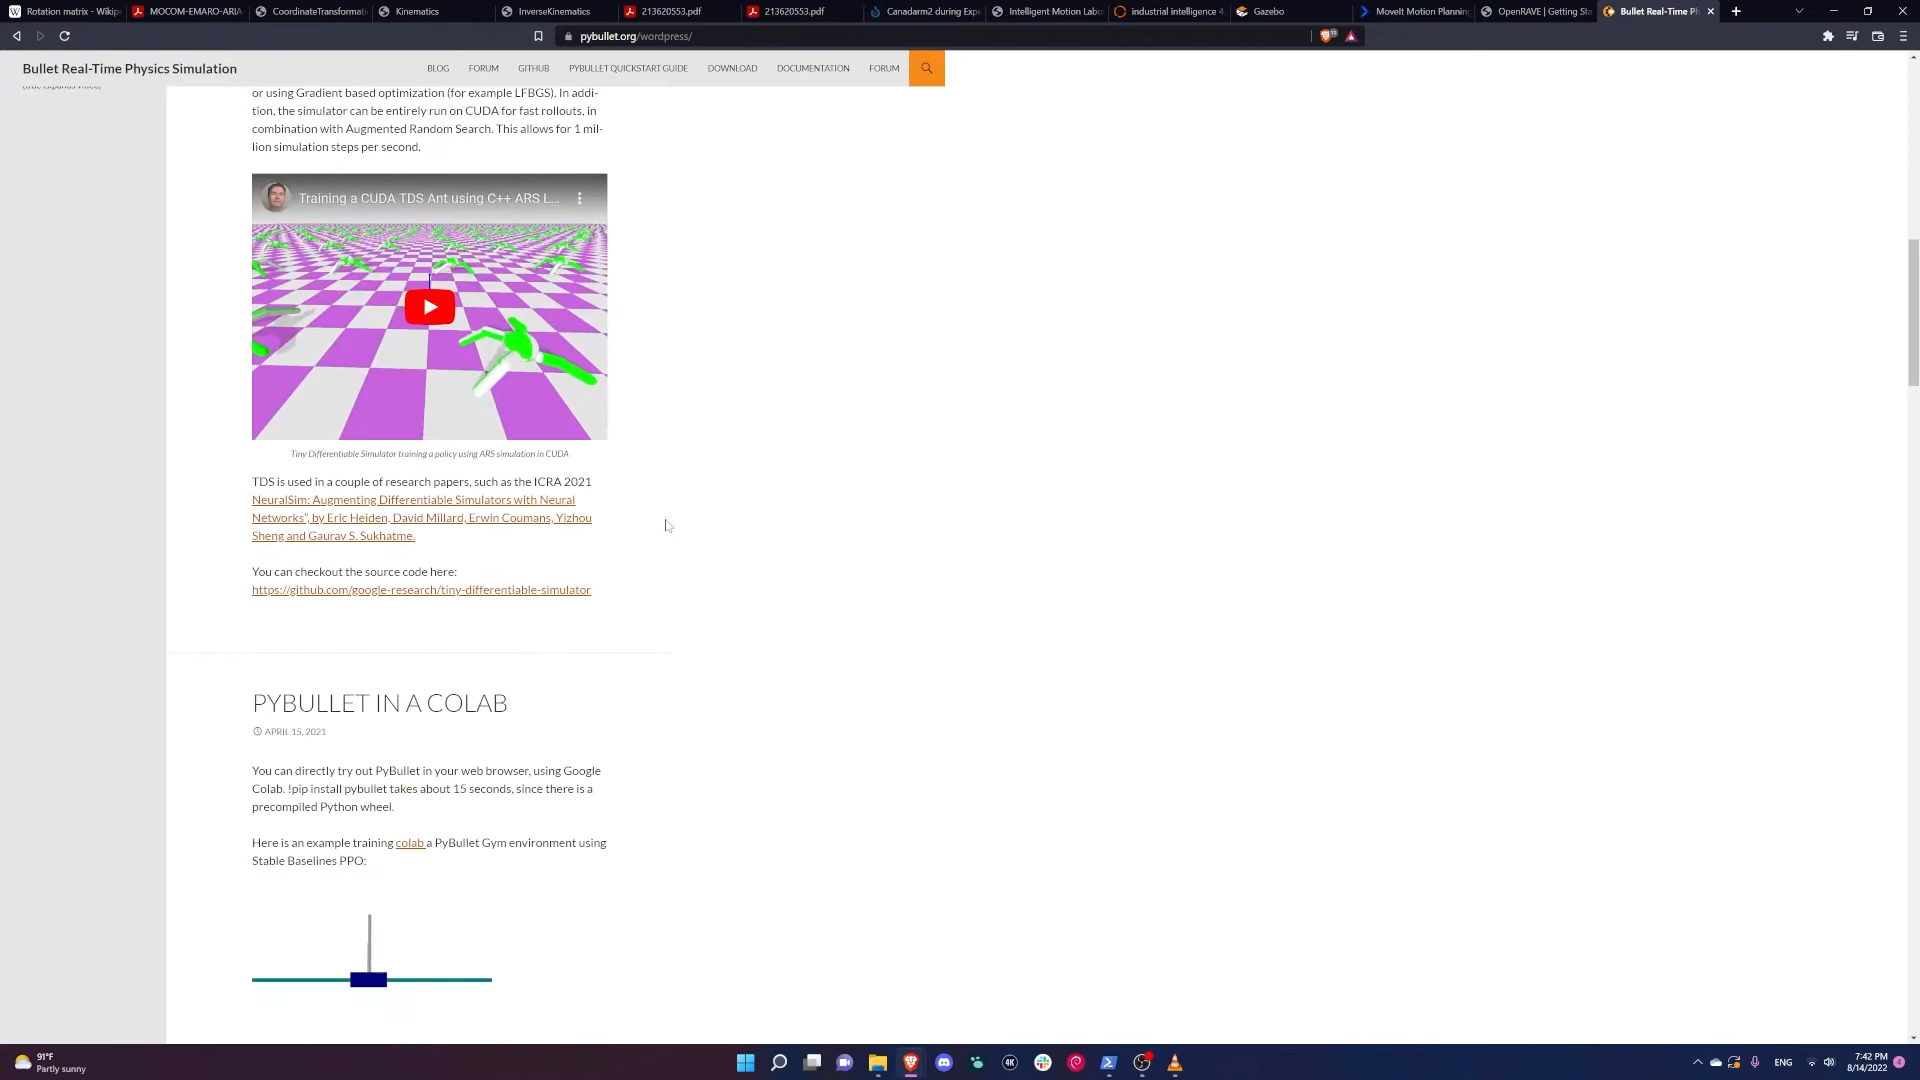 Rotation matrix - Wikip
MOCOM-EMARO-ARIA
CoordinateTransformati
Kinematics
InverseKinematics
213620553.pdf
213620553.pdf
Canadarm2 during Expe
Intelligent Motion Labo
industrial intelligence 4.
Gazebo
MoveIt Motion Planning
OpenRAVE | Getting Sta
Bullet Real-Time Ph
pybullet.org/wordpress/
Bullet Real-Time Physics Simulation
BLOG
FORUM
GITHUB
PYBULLET QUICKSTART GUIDE
DOWNLOAD
DOCUMENTATION
FORUM
or using Gradient based optimization (for example LFBGS). In addi-
tion, the simulator can be entirely run on CUDA for fast rollouts, in
combination with Augmented Random Search. This allows for 1 mil-
lion simulation steps per second.
Training a CUDA TDS Ant using C++ ARS L...
Tiny Differentiable Simulator training a policy using ARS simulation in CUDA
TDS is used in a couple of research papers, such as the ICRA 2021
NeuralSim: Augmenting Differentiable Simulators with Neural
Networks", by Eric Heiden, David Millard, Erwin Coumans, Yizhou
Sheng and Gaurav S. Sukhatme.
You can checkout the source code here:
https://github.com/google-research/tiny-differentiable-simulator
PYBULLET IN A COLAB
APRIL 15, 2021
You can directly try out PyBullet in your web browser, using Google
Colab. !pip install pybullet takes about 15 seconds, since there is a
precompiled Python wheel.
Here is an example training colab a PyBullet Gym environment using
Stable Baselines PPO:
91°F
Partly sunny
4K
ENG
7:42 PM
8/14/2022
4